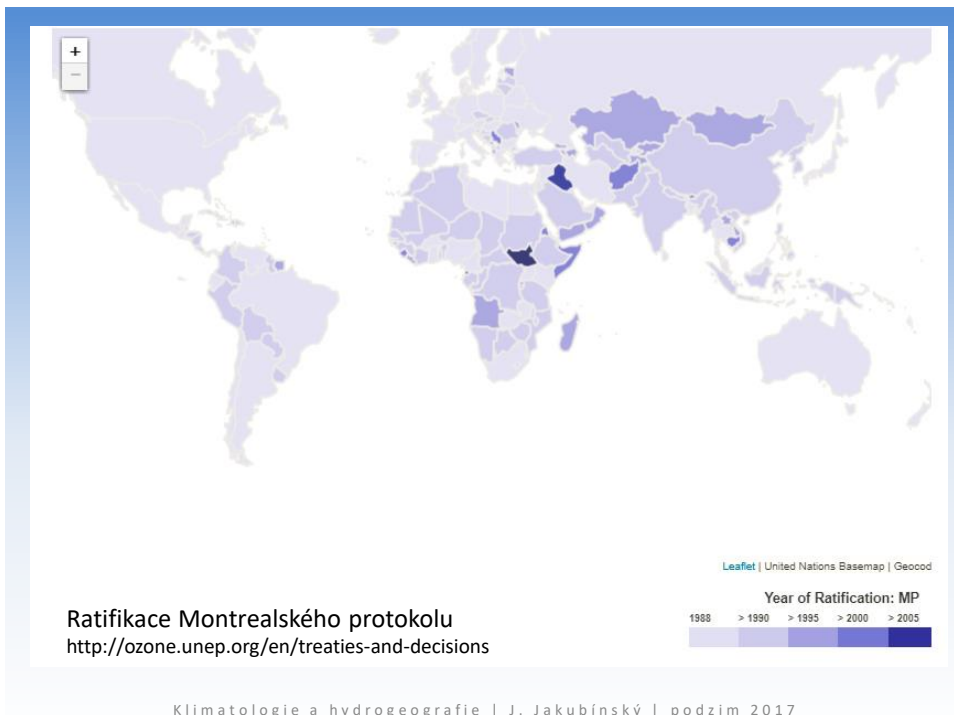 +
−
Leaflet | United Nations Basemap | Geocod
Year of Ratification: MP
1988 > 1990 > 1995 > 2000 > 2005
Ratifikace Montrealského protokolu
http://ozone.unep.org/en/treaties-and-decisions
Klimatologie a hydrogeografie | J. Jakubínský | podzim 2017